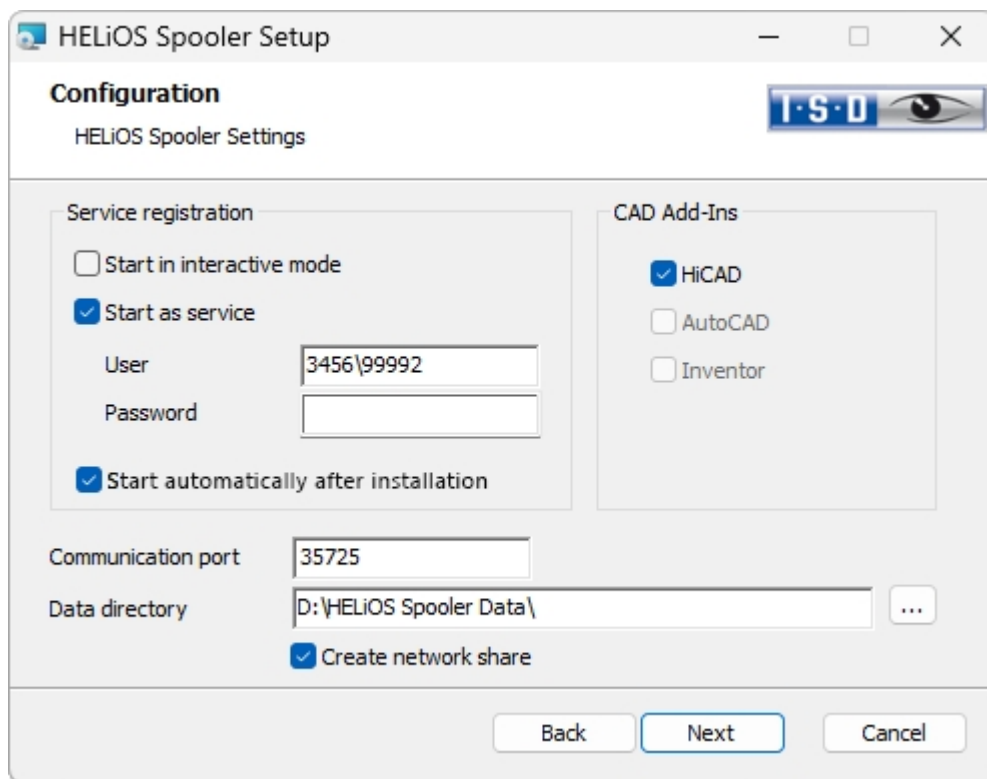 HELiOS Spooler Setup
Configuration
HELiOS Spooler Settings
I·S·D
Service registration
Start in interactive mode
Start as service
User
3456\99992
Password
Start automatically after installation
CAD Add-Ins
HiCAD
AutoCAD
Inventor
Communication port
35725
Data directory
D:\HELiOS Spooler Data\
...
Create network share
Back
Next
Cancel